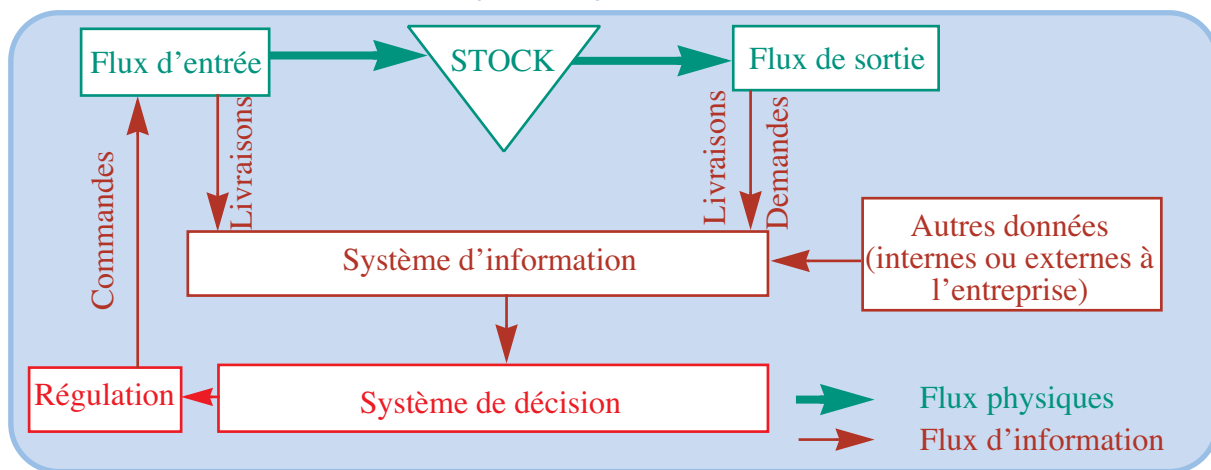 Flux d'entrée
STOCK
Flux de sortie
Commandes
Livraisons
Livraisons
Demandes
Système d'information
Autres données
(internes ou externes à
l'entreprise)
Régulation
Système de décision
Flux physiques
Flux d'information